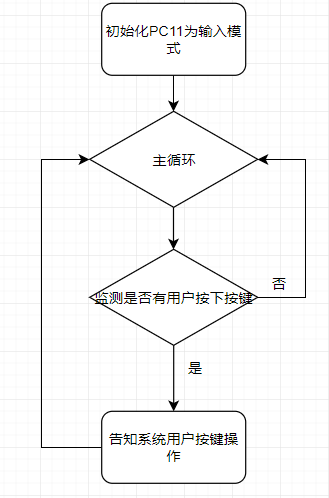 初始化PC11为输入模
式
主循环
监测是否有用户按下按键
否
是
告知系统用户按键操
作